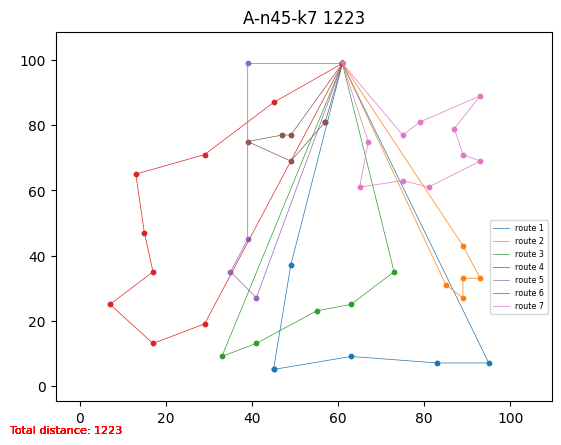 A-n45-k7 1223
100
80
60
40
20
0
route 1
route 2
route 3
route 4
route 5
route 6
route 7
0 20 40 60 80 100
Total distance: 1223